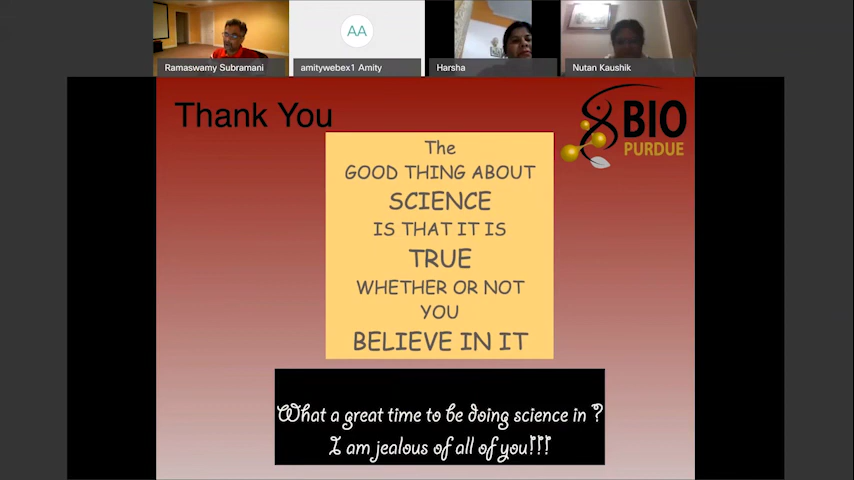 AA
Ramaswamy Subramani
amitywebex1 Amity
Harsha
Nutan Kaushik
Thank You
BIO
PURDUE
The
GOOD THING ABOUT
SCIENCE
IS THAT IT IS
TRUE
WHETHER OR NOT
YOU
BELIEVE IN IT
What a great time to be doing science in ?
I am jealous of all of you!!!